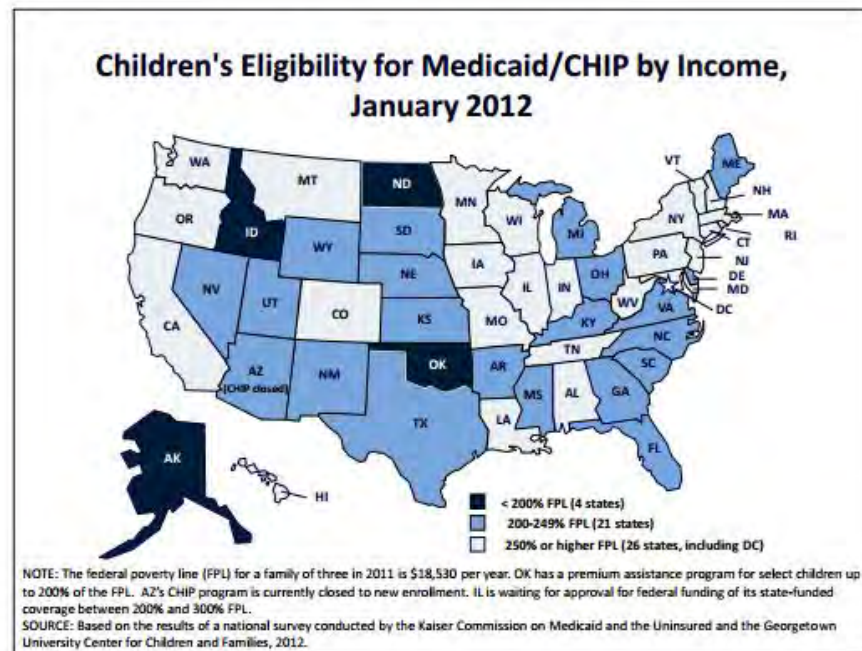 Children's Eligibility for Medicaid/CHIP by Income,
January 2012
WA
MT
ND
MN
VT
ME
NH
OR
ID
WY
SD
WI
MI
NY
MA
CT
RI
NV
UT
CO
NE
IA
IL
IN
OH
PA
NJ
DE
MD
DC
CA
KS
MO
KY
WV
VA
AZ
(CHIP closed)
NM
OK
AR
TN
NC
SC
TX
LA
MS
AL
GA
FL
AK
HI
< 200% FPL (4 states)
200-249% FPL (21 states)
250% or higher FPL (26 states, including DC)
NOTE: The federal poverty line (FPL) for a family of three in 2011 is $18,530 per year. OK has a premium assistance program for select children up
to 200% of the FPL. AZ's CHIP program is currently closed to new enrollment. IL is waiting for approval for federal funding of its state-funded
coverage between 200% and 300% FPL.
SOURCE: Based on the results of a national survey conducted by the Kaiser Commission on Medicaid and the Uninsured and the Georgetown
University Center for Children and Families, 2012.